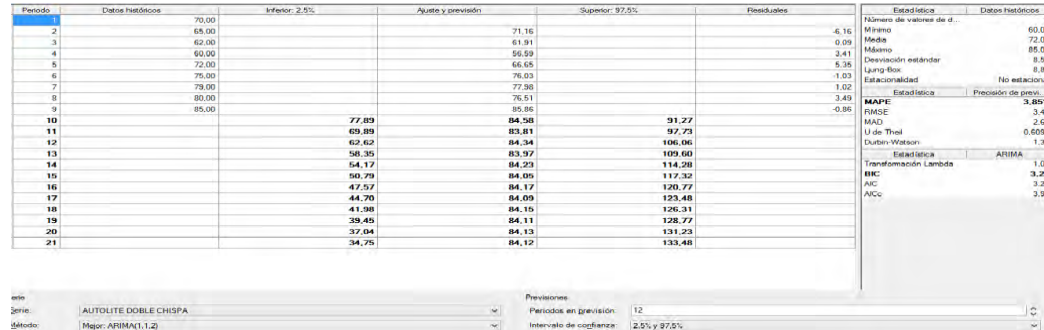 Periodo Datos históricos Inferior: 2,5% Ajuste y previsión Superior: 97,5% Residuales
1 70,00
2 65,00 71,16 -6,16
3 62,00 61,91 0,09
4 60,00 56,59 3,41
5 72,00 66,65 5,35
6 75,00 76,03 -1,03
7 79,00 77,98 1,02
8 80,00 76,51 3,49
9 85,00 85,86 -0,86
10 77,89 84,58 91,27
11 69,89 83,81 97,73
12 62,62 84,34 106,06
13 58,35 83,97 109,60
14 54,17 84,23 114,28
15 50,79 84,05 117,32
16 47,57 84,17 120,77
17 44,70 84,09 123,48
18 41,98 84,15 126,31
19 39,45 84,11 128,77
20 37,04 84,13 131,23
21 34,75 84,12 133,48
Estadística Datos históricos
Número de valores de d...
Mínimo 60,0
Media 72,0
Máximo 85,0
Desviación estándar 8,5
Ljung-Box 8,8
Estacionalidad No estaciona
Estadística Precisión de previ...
MAPE 3,85
RMSE 3,4
MAD 2,6
U de Theil 0,609
Durbin-Watson 1,3
Estadística ARIMA
Transformación Lambda 1,0
BIC 3,2
AIC 3,2
AICc 3,9
erie
Serie: AUTOLITE DOBLE CHISPA
Método: Mejor: ARIMA(1,1,2)
Previsiones
Periodos en previsión: 12
Intervalo de confianza: 2,5% y 97,5%